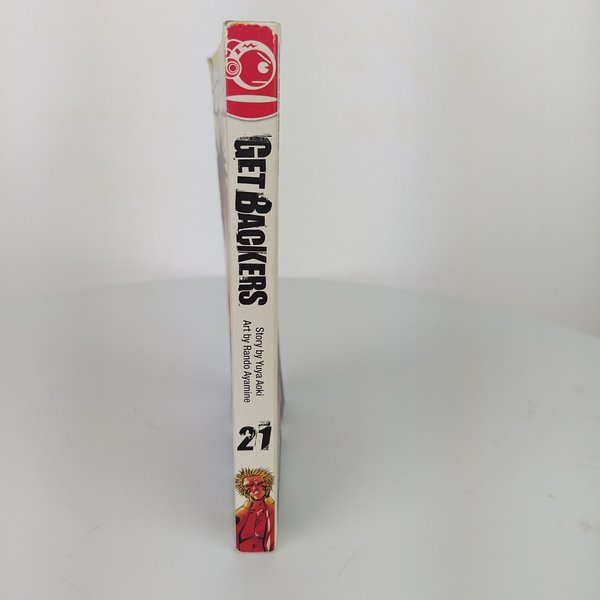 GETBACKERS
Story by Yuya Aoki
Art by Rando Ayamine
21